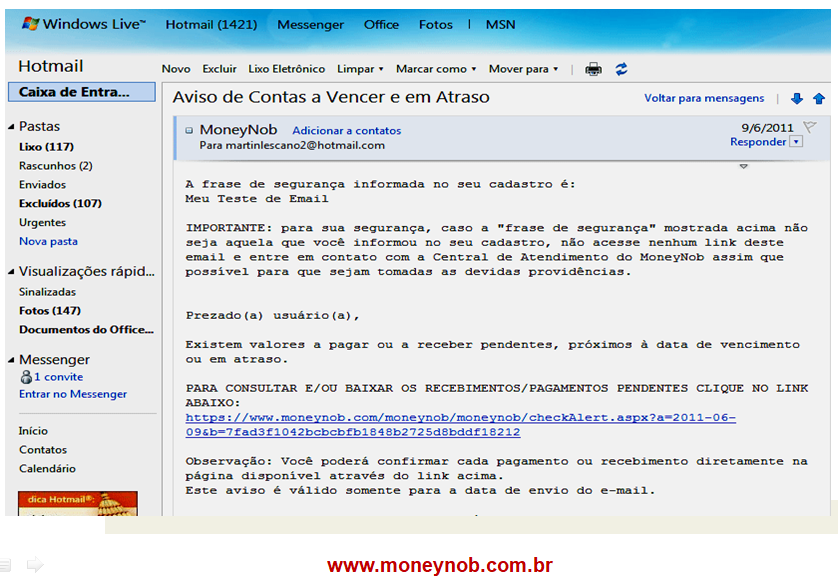 Windows Live™ Hotmail (1421) Messenger Office Fotos | MSN
Hotmail
Novo Excluir Lixo Eletrônico Limpar Marcar como Mover para
Caixa de Entra...
Aviso de Contas a Vencer e em Atraso
Voltar para mensagens
Pastas
Lixo (117)
Rascunhos (2)
Enviados
Excluídos (107)
Urgentes
Nova pasta
Visualizações rápid...
Sinalizadas
Fotos (147)
Documentos do Office...
Messenger
1 convite
Entrar no Messenger
Início
Contatos
Calendário
dica Hotmail®:
MoneyNob Adicionar a contatos
9/6/2011
Para martinlescano2@hotmail.com
Responder
A frase de segurança informada no seu cadastro é:
Meu Teste de Email
IMPORTANTE: para sua segurança, caso a "frase de segurança" mostrada acima não
seja aquela que você informou no seu cadastro, não acesse nenhum link deste
email e entre em contato com a Central de Atendimento do MoneyNob assim que
possível para que sejam tomadas as devidas providências.
Prezado(a) usuário(a),
Existem valores a pagar ou a receber pendentes, próximos à data de vencimento
ou em atraso.
PARA CONSULTAR E/OU BAIXAR OS RECEBIMENTOS/PAGAMENTOS PENDENTES CLIQUE NO LINK
ABAIXO:
https://www.moneynob.com/moneynob/moneynob/checkAlert.aspx?a=2011-06-
09&b=7fad3f1042bcbcbfb1848b2725d8bddf18212
Observação: Você poderá confirmar cada pagamento ou recebimento diretamente na
página disponível através do link acima.
Este aviso é válido somente para a data de envio do e-mail.
www.moneynob.com.br